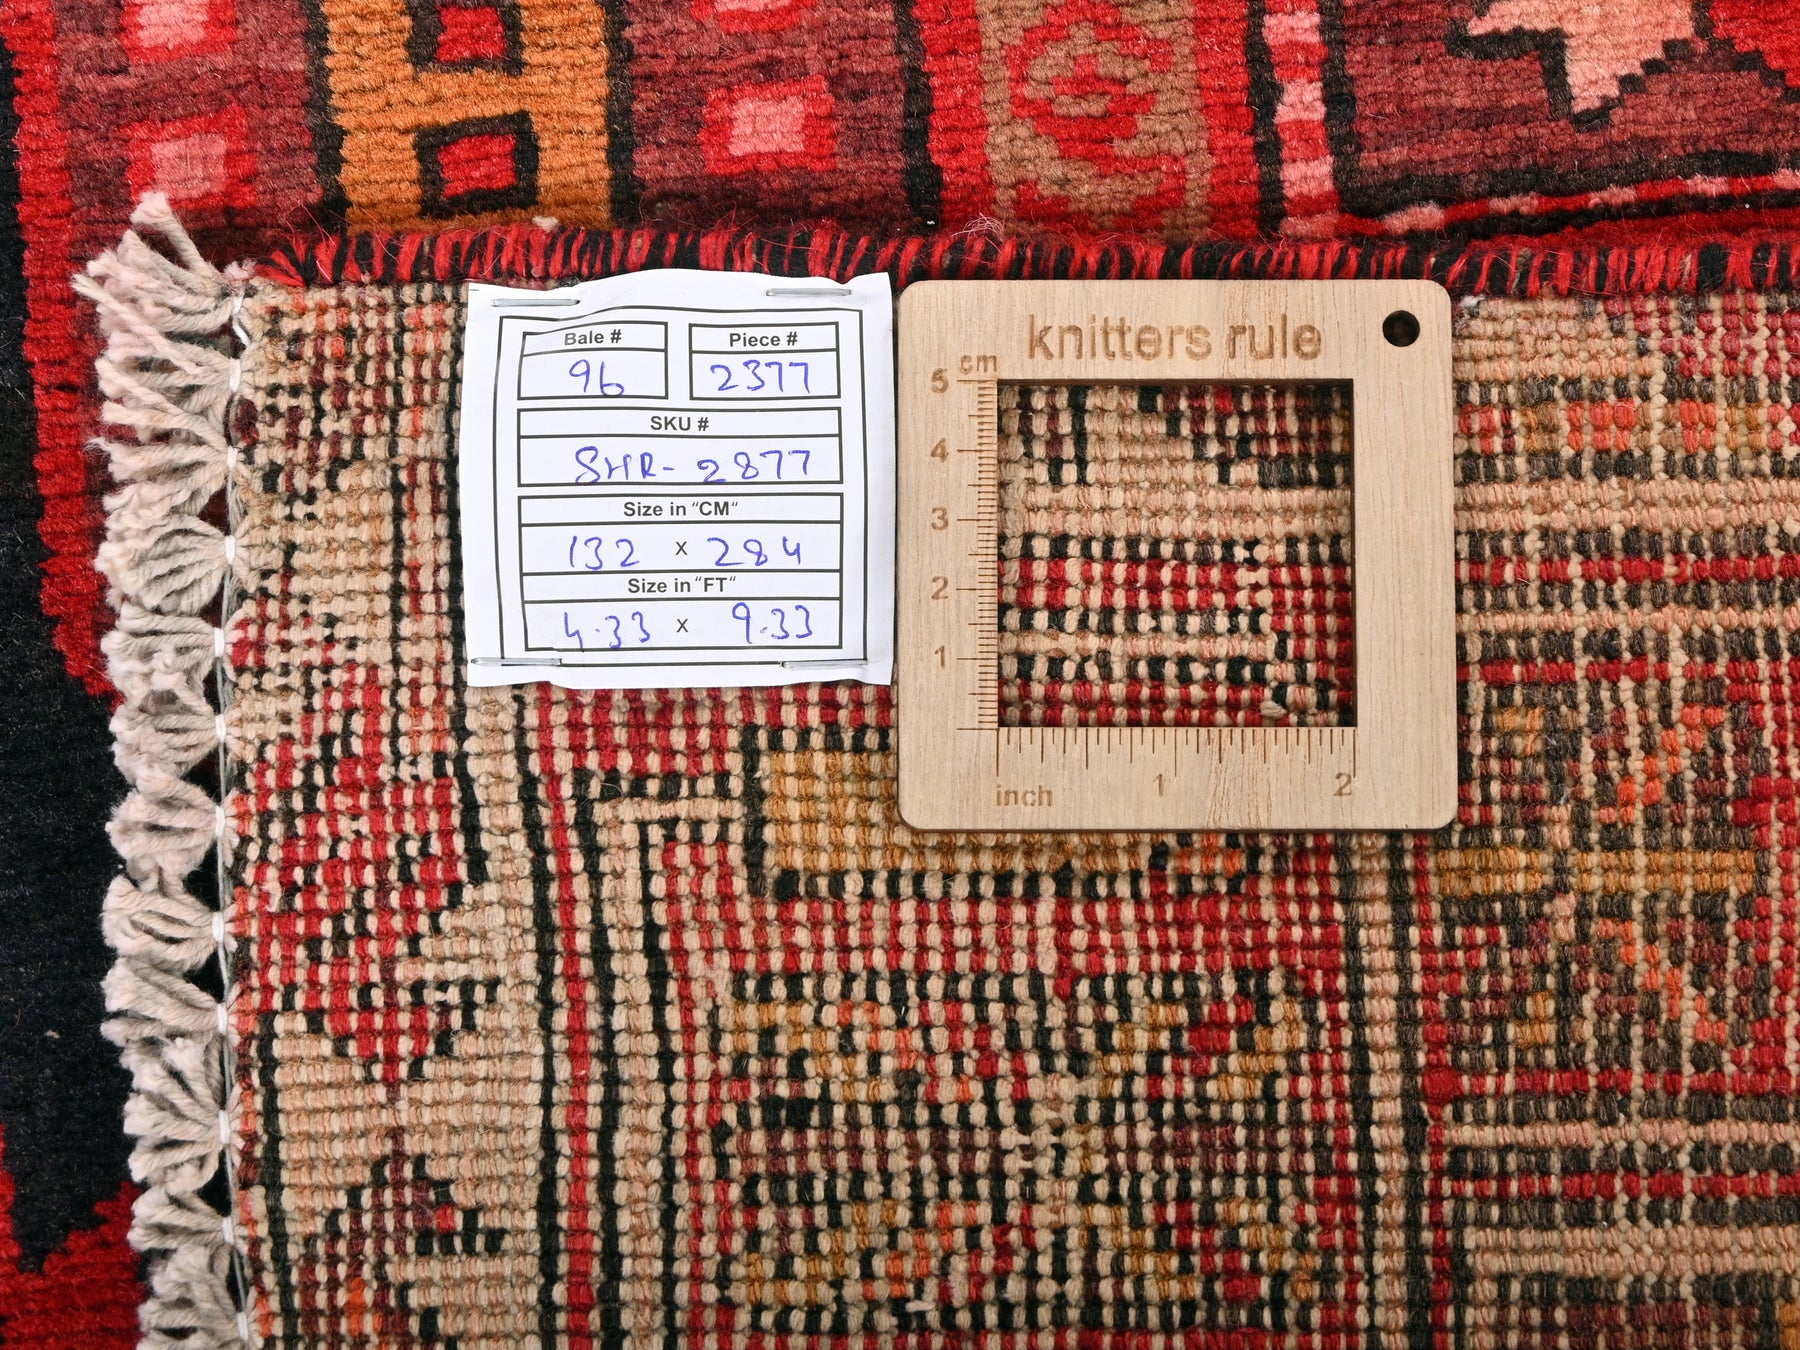 Bale # Piece #
96 2377
SKU #
SHR-2877
Size in "CM"
132 x 284
Size in "FT"
4.33 x 9.33
knitters rule
cm
5
4
3
2
1
inch 1 2